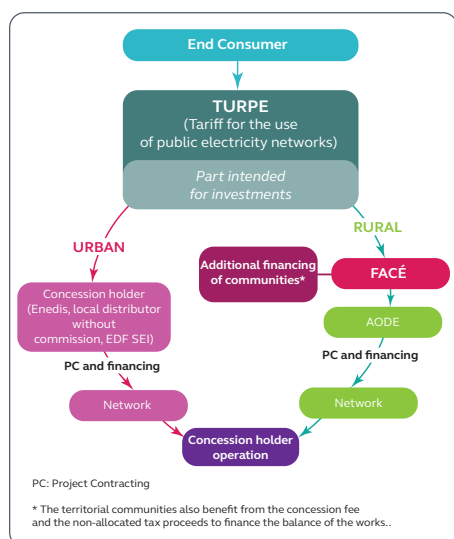 End Consumer
TURPE
(Tariff for the use
of public electricity networks)
Part intended
for investments
URBAN
RURAL
Additional financing
of communities*
FACÉ
Concession holder
(Enedis, local distributor
without
commission, EDF SEI)
AODE
PC and financing
PC and financing
Network
Network
Concession holder
operation
PC: Project Contracting
* The territorial communities also benefit from the concession fee
and the non-allocated tax proceeds to finance the balance of the works..